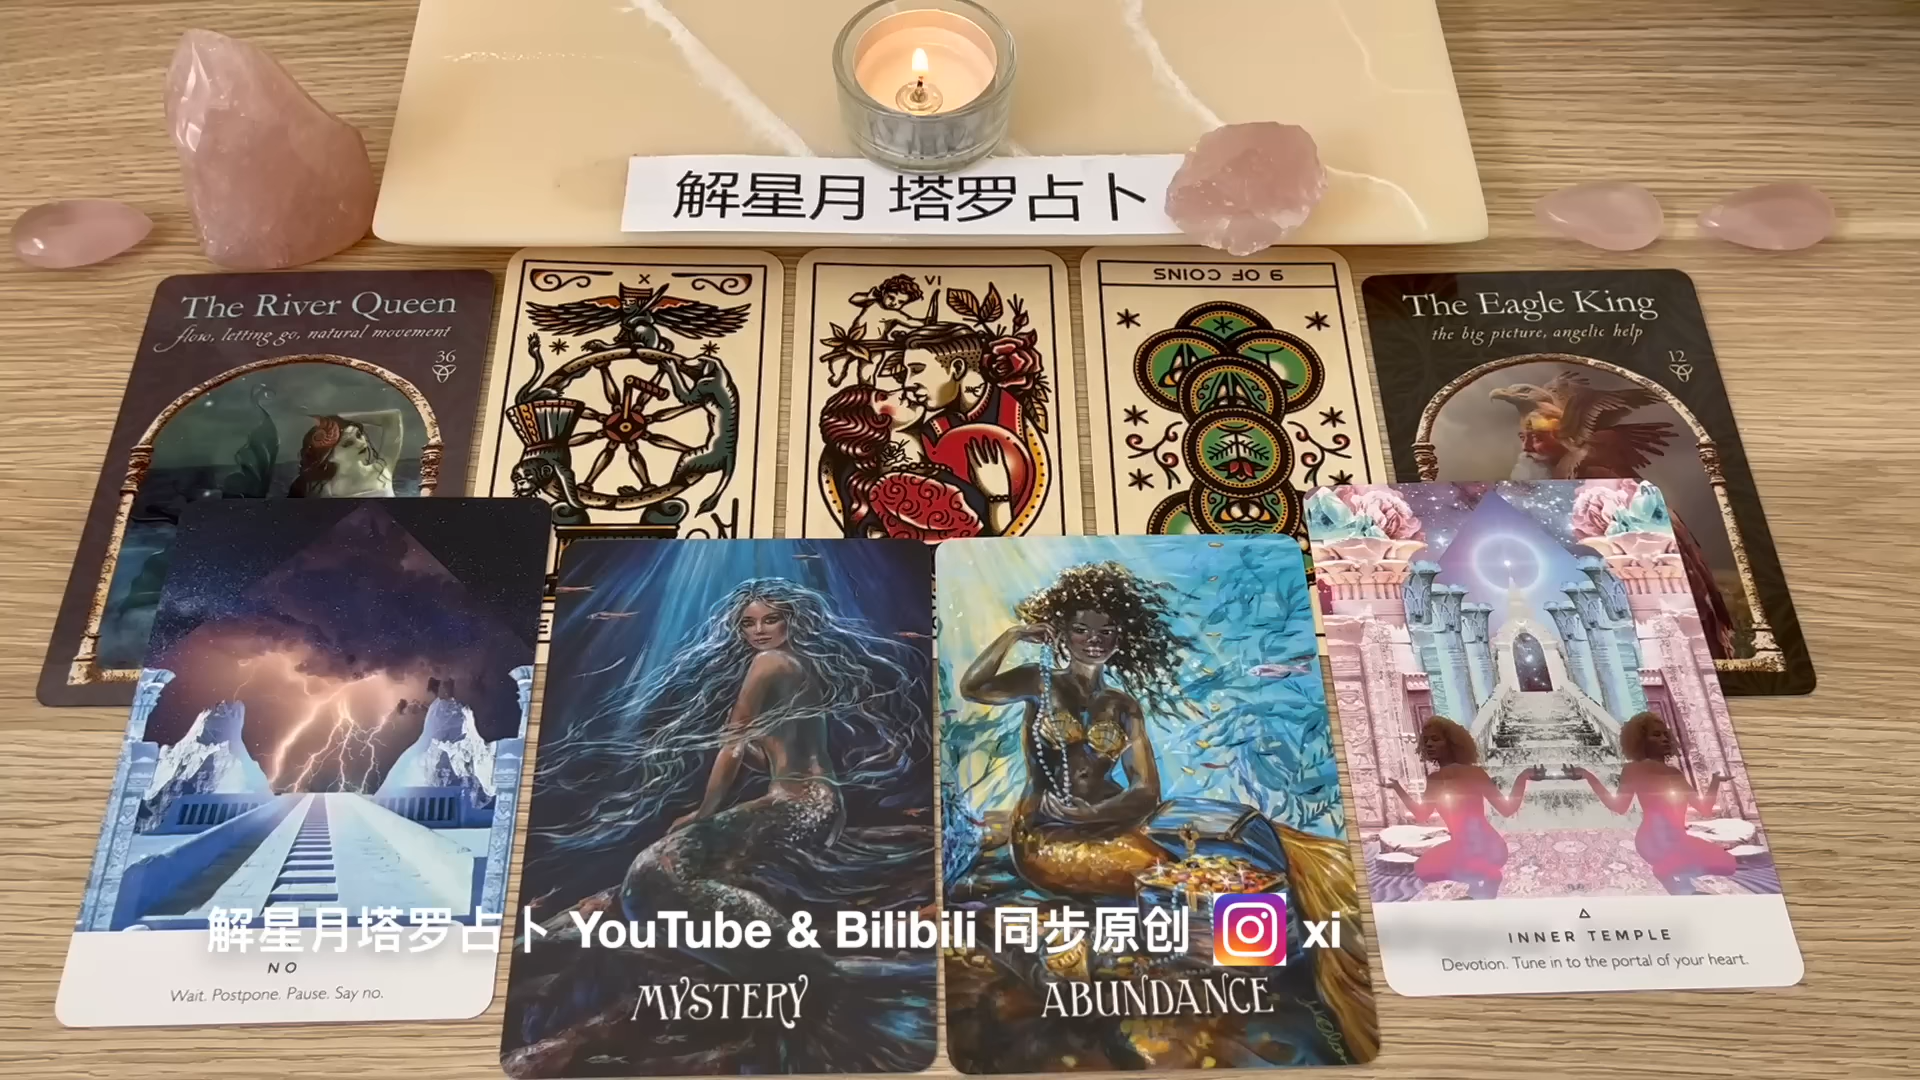 解星月 塔罗占卜
The River Queen
flow, letting go, natural movement
36
X
VI
9 OF COINS
The Eagle King
the big picture, angelic help
12
解星月塔罗占卜 YouTube & Bilibili 同步原创 xi
NO
Wait. Postpone. Pause. Say no.
MYSTERY
ABUNDANCE
INNER TEMPLE
Devotion. Tune in to the portal of your heart.